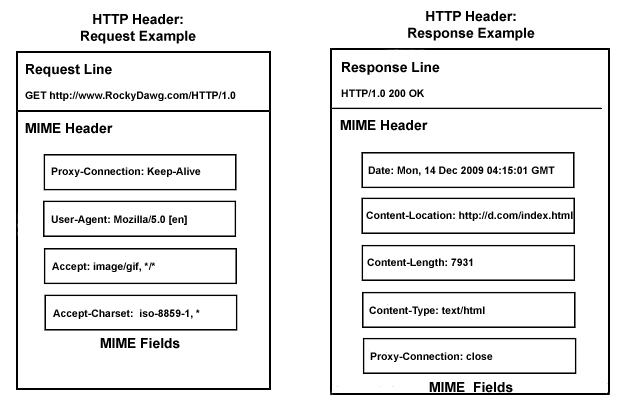 HTTP Header:
Request Example
Request Line
GET http://www.RockyDawg.com/HTTP/1.0
MIME Header
Proxy-Connection: Keep-Alive
User-Agent: Mozilla/5.0 [en]
Accept: image/gif, */*
Accept-Charset: iso-8859-1, *
MIME Fields
HTTP Header:
Response Example
Response Line
HTTP/1.0 200 OK
MIME Header
Date: Mon, 14 Dec 2009 04:15:01 GMT
Content-Location: http://d.com/index.html
Content-Length: 7931
Content-Type: text/html
Proxy-Connection: close
MIME Fields